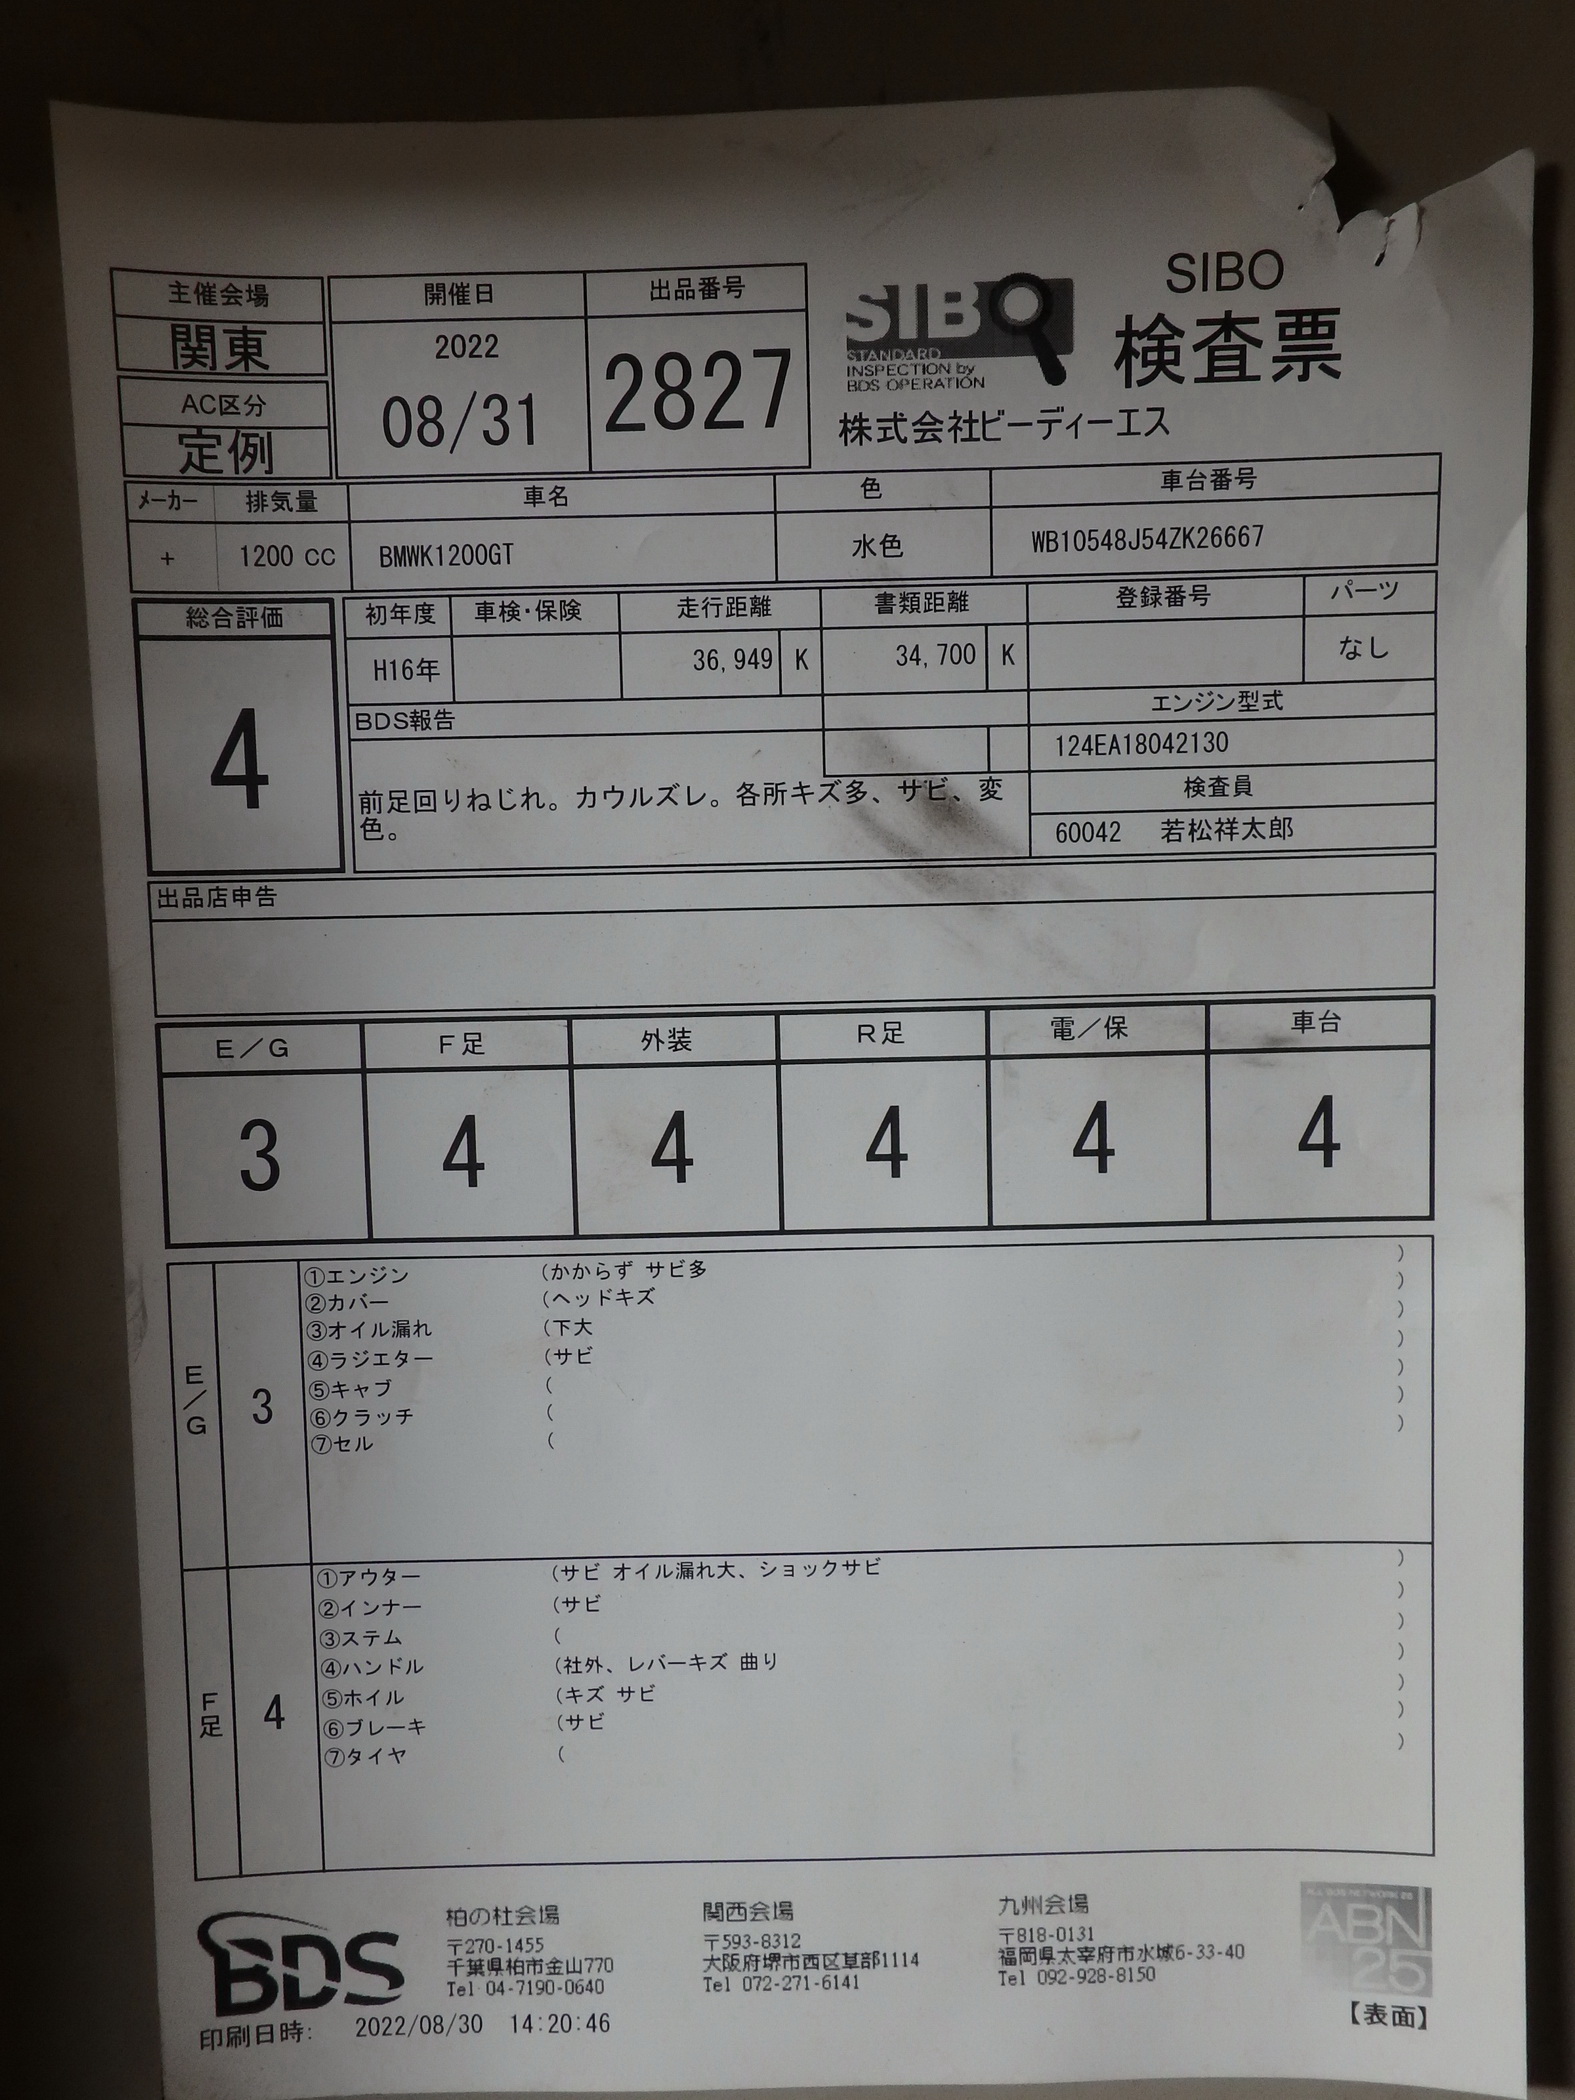 主催会場
関東
AC区分
定例
開催日
2022
08/31
出品番号
2827
SIBO
STANDARD
INSPECTION by
BDS OPERATION
SIBO
検査票
株式会社ビーディーエス
メーカー 排気量 車名 色 車台番号
+ 1200 CC BMWK1200GT 水色 WB10548J54ZK26667
総合評価
4
初年度 車検・保険 走行距離 書類距離 登録番号 パーツ
H16年 36,949 K 34,700 K なし
BDS報告
前足回りねじれ。カウルズレ。各所キズ多、サビ、変
色。
エンジン型式
124EA18042130
検査員
60042 若松祥太郎
出品店申告
E/G F足 外装 R足 電/保 車台
3 4 4 4 4 4
E/G
3
①エンジン (かからず サビ多 )
②カバー (ヘッドキズ )
③オイル漏れ (下大 )
④ラジエター (サビ )
⑤キャブ ( )
⑥クラッチ ( )
⑦セル ( )
F足
4
①アウター (サビ オイル漏れ大、ショックサビ )
②インナー (サビ )
③ステム ( )
④ハンドル (社外、レバーキズ 曲り )
⑤ホイル (キズ サビ )
⑥ブレーキ (サビ )
⑦タイヤ ( )
BDS
柏の杜会場
〒270-1455
千葉県柏市金山770
Tel 04-7190-0640
関西会場
〒593-8312
大阪府堺市西区草部1114
Tel 072-271-6141
九州会場
〒818-0131
福岡県太宰府市水城6-33-40
Tel 092-928-8150
ABN
25
【表面】
印刷日時: 2022/08/30 14:20:46